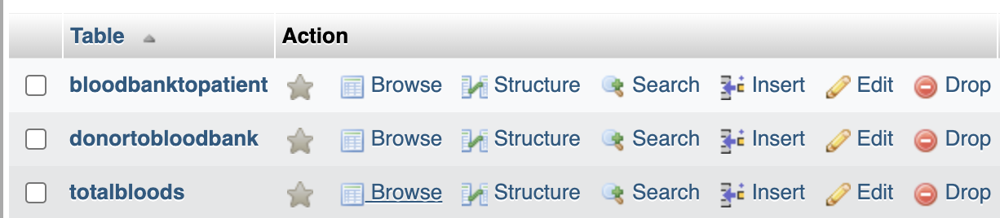 Table Action
bloodbanktopatient Browse Structure Search Insert Edit Drop
donortobloodbank Browse Structure Search Insert Edit Drop
totalbloods Browse Structure Search Insert Edit Drop